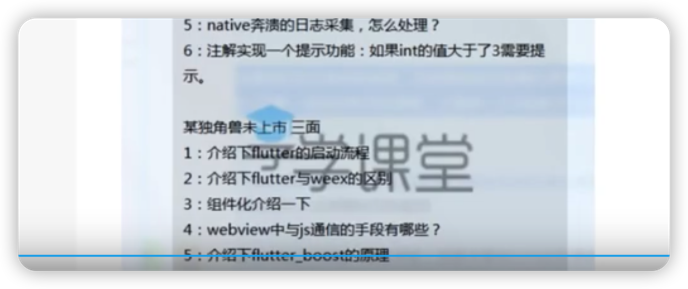 5：native奔溃的日志采集，怎么处理？
6：注解实现一个提示功能：如果int的值大于了3需要提
示。
某独角兽未上市 三面
1：介绍下flutter的启动流程
学课堂
2：介绍下flutter与weex的区别
3：组件化介绍一下
4：webview中与js通信的手段有哪些？
5：介绍下flutter_boost的原理